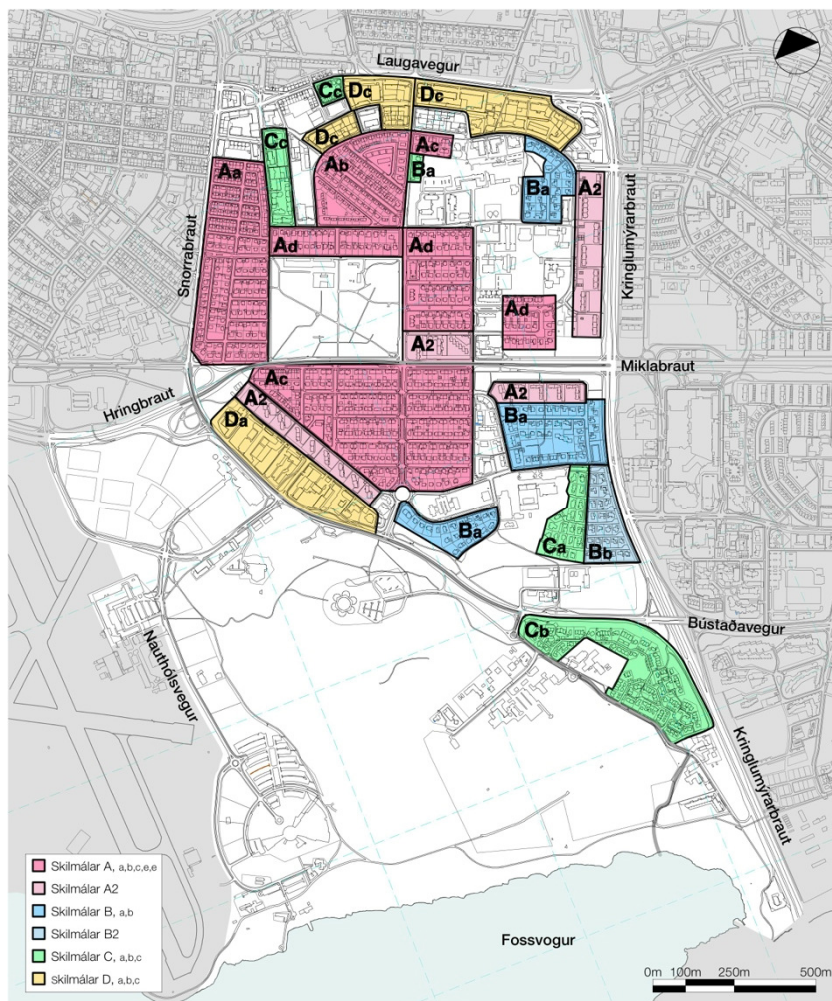 Laugavegur
Cc
Dc
Dc
Dc
Cc
Ab
Ac
Ba
Ba
Aa
A2
Snorrabraut
Kringlumýrarbraut
Ad
Ad
Ad
A2
Miklabraut
Ac
A2
Hringbraut
A2
Ba
Da
Ba
Ca
Bb
Cb
Bústaðavegur
Nauthólsvegur
Kringlumýrarbraut
Skilmálar A, a,b,c,e,e
Skilmálar A2
Skilmálar B, a,b
Skilmálar B2
Skilmálar C, a,b,c
skilmálar D, a,b,c
Fossvogur
0m 100m 250m 500m